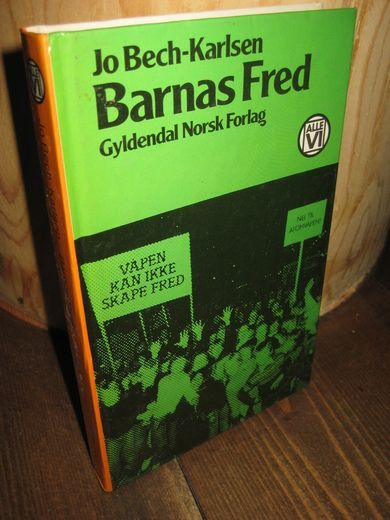 Jo Bech-Karlsen
Barnas Fred
Gyldendal Norsk Forlag
ALLE
VI
VÅPEN
KAN IKKE
SKAPE FRED
NEI TIL
ATOMVÅPEN!